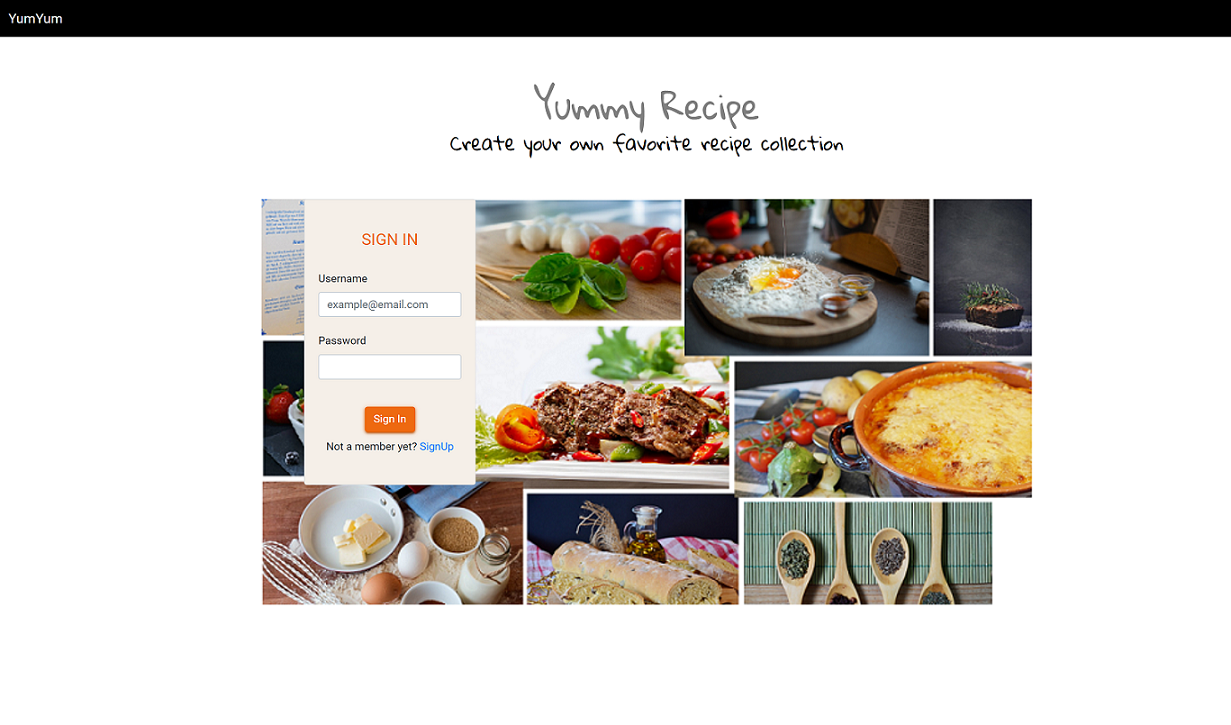 YumYum
Yummy Recipe
Create your own favorite recipe collection
SIGN IN
Username
example@email.com
Password
Sign In
Not a member yet? SignUp